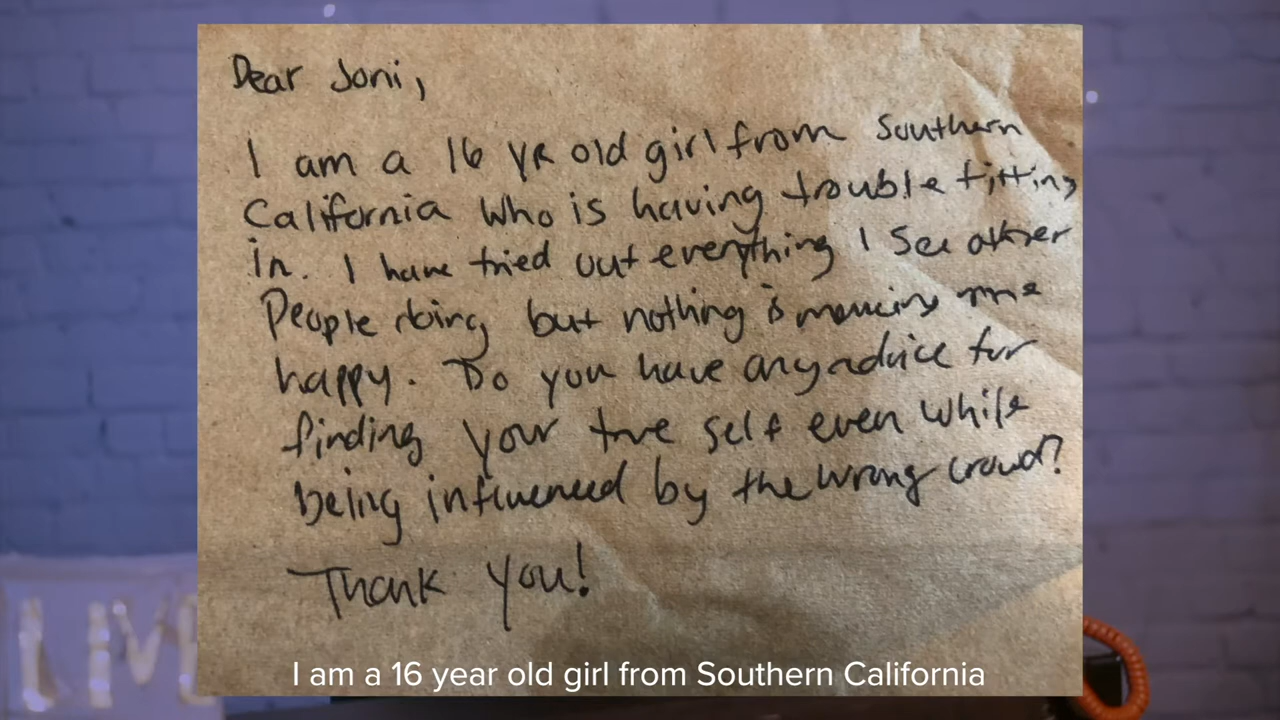 Dear Joni,
I am a 16 yr old girl from Southern
California who is having trouble fitting
in. I have tried out everything I see other
People doing but nothing is making me
happy. Do you have any advice for
finding your true self even while
being influenced by the wrong crowd?
Thank you!
I am a 16 year old girl from Southern California
LIVE